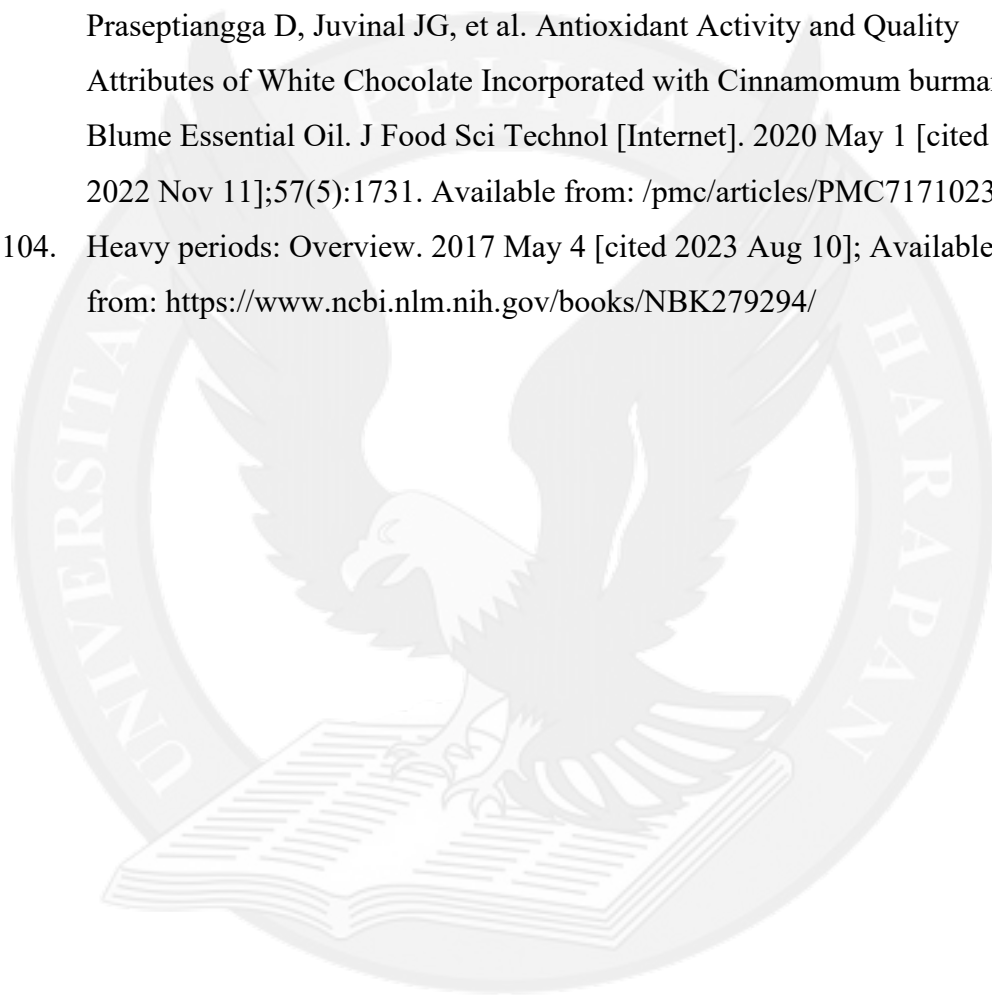 Praseptiangga D, Juvinal JG, et al. Antioxidant Activity and Quality
Attributes of White Chocolate Incorporated with Cinnamomum
Blume Essential Oil. J Food Sci Technol [Internet]. 2020 May 1 [cited
2022 Nov 11];57(5):1731. Available from: /pmc/articles/PMC7171023
104. Heavy periods: Overview. 2017 May 4 [cited 2023 Aug 10]; Available
from: https://www.ncbi.nlm.nih.gov/books/NBK279294/
UNIVERSITAS PELITA HARAPAN